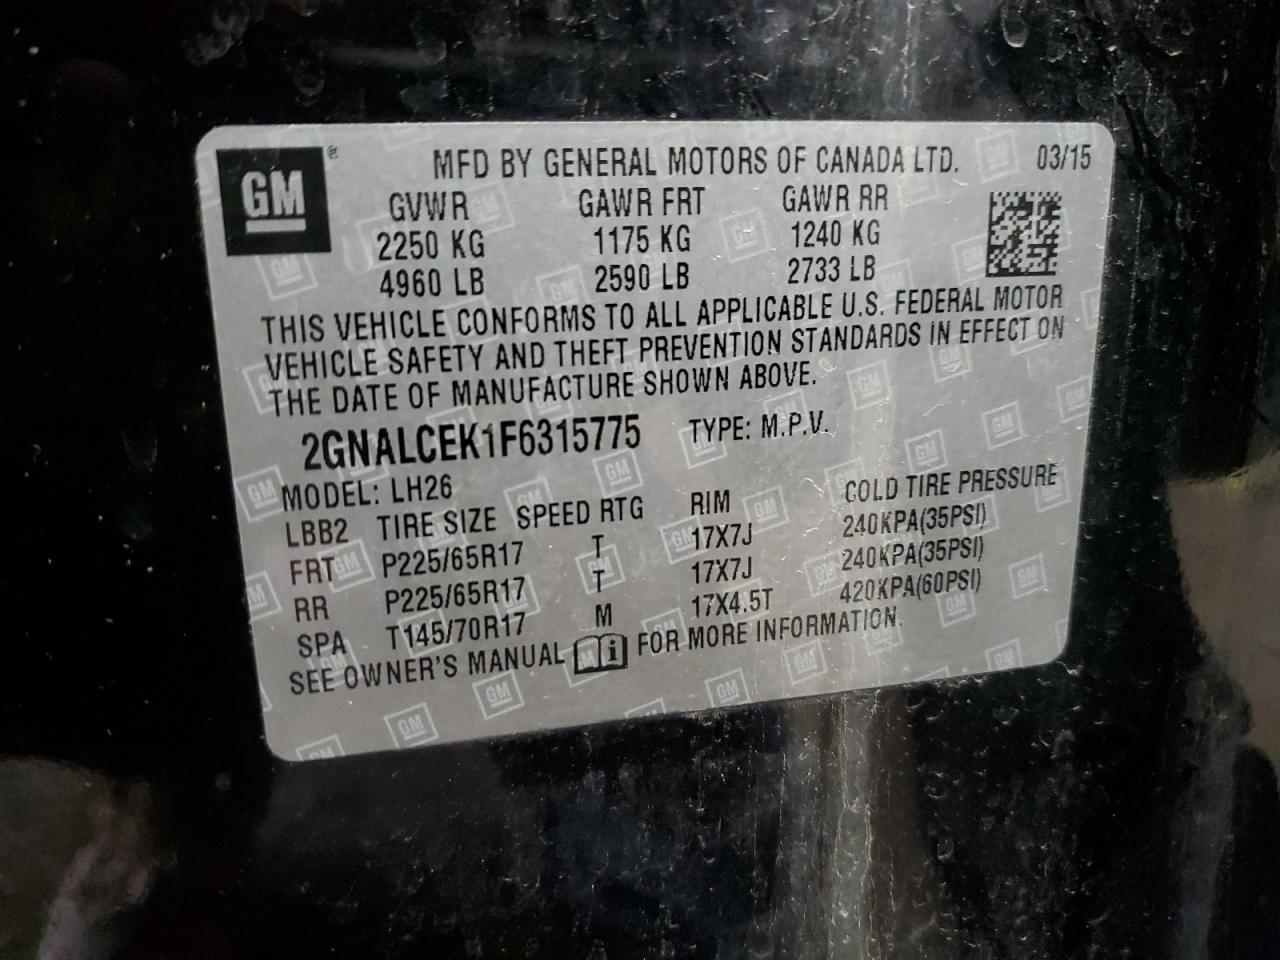 GM ®
MFD BY GENERAL MOTORS OF CANADA LTD. 03/15
GVWR GAWR FRT GAWR RR
2250 KG 1175 KG 1240 KG
4960 LB 2590 LB 2733 LB
THIS VEHICLE CONFORMS TO ALL APPLICABLE U.S. FEDERAL MOTOR
VEHICLE SAFETY AND THEFT PREVENTION STANDARDS IN EFFECT ON
THE DATE OF MANUFACTURE SHOWN ABOVE.
2GNALCEK1F6315775 TYPE: M.P.V.
MODEL: LH26
LBB2 TIRE SIZE SPEED RTG RIM COLD TIRE PRESSURE
FRT P225/65R17 T 17X7J 240KPA(35PSI)
RR P225/65R17 T 17X7J 240KPA(35PSI)
SPA T145/70R17 M 17X4.5T 420KPA(60PSI)
SEE OWNER'S MANUAL i FOR MORE INFORMATION.